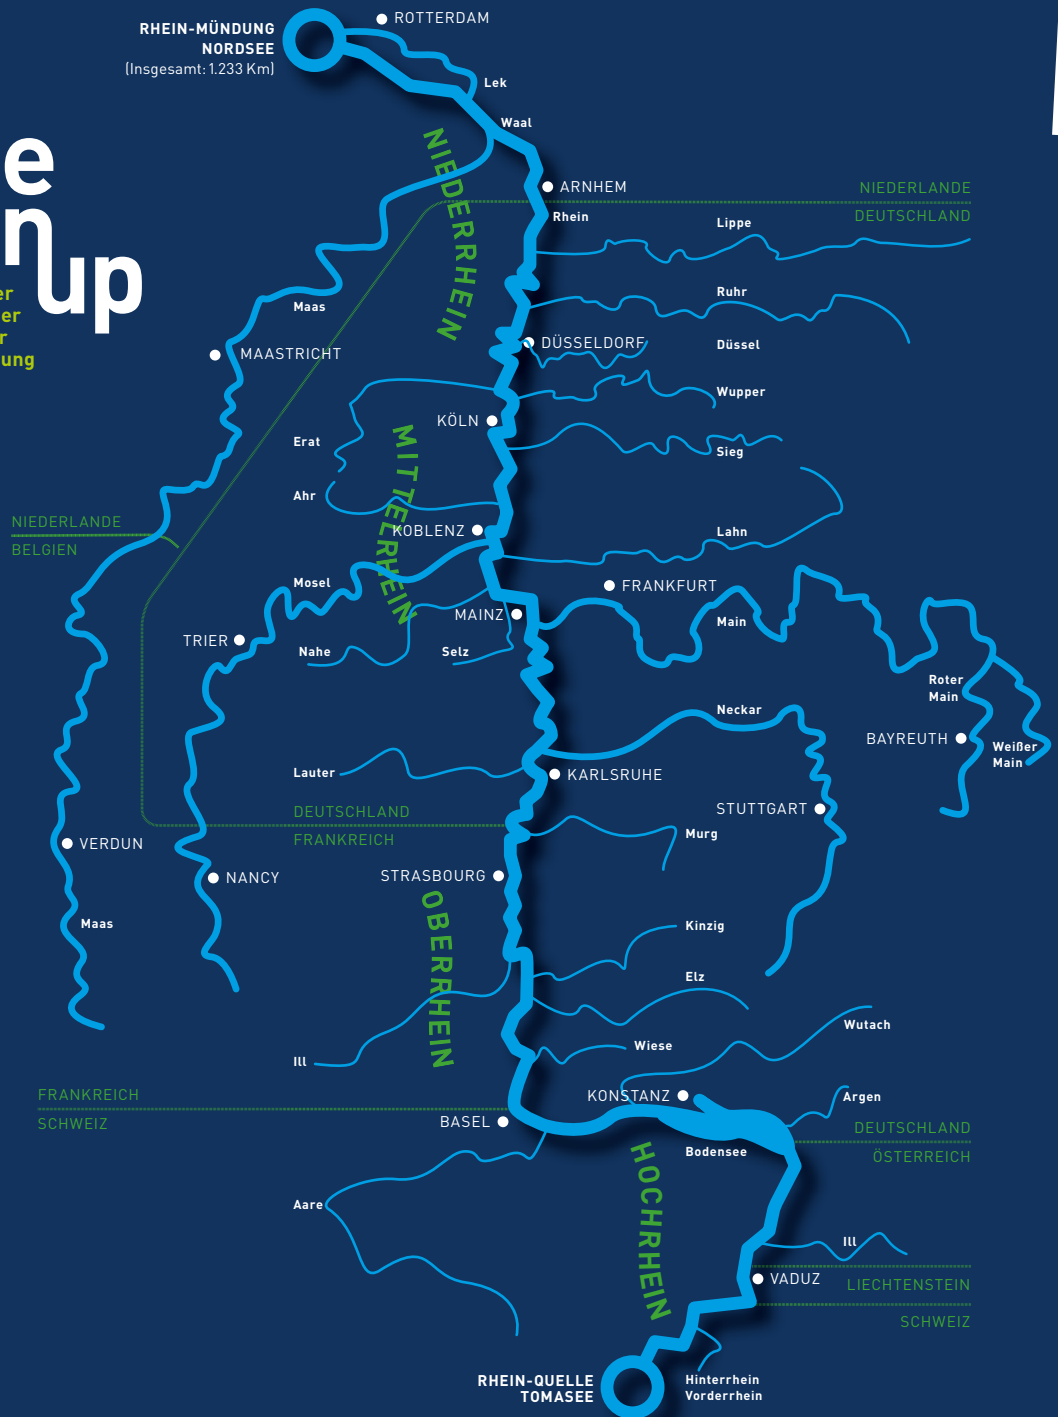 RHEIN-MÜNDUNG
NORDSEE
(Insgesamt: 1.233 Km)
ROTTERDAM
Lek
Waal
e
n
up
er
er
r
ung
NIEDERRHEIN
ARNHEM
NIEDERLANDE
DEUTSCHLAND
Rhein
Lippe
Ruhr
Maas
MAASTRICHT
DÜSSELDORF
Düssel
Wupper
KÖLN
Erat
MITTELRHEIN
Sieg
Ahr
NIEDERLANDE
BELGIEN
KOBLENZ
Lahn
Mosel
FRANKFURT
MAINZ
Main
TRIER
Nahe
Selz
Roter
Main
Neckar
BAYREUTH
Weißer
Main
Lauter
KARLSRUHE
DEUTSCHLAND
FRANKREICH
STUTTGART
Murg
VERDUN
NANCY
STRASBOURG
OBERRHEIN
Maas
Kinzig
Elz
Wutach
Ill
Wiese
FRANKREICH
SCHWEIZ
KONSTANZ
Argen
BASEL
DEUTSCHLAND
ÖSTERREICH
Bodensee
HOCHRHEIN
Aare
Ill
VADUZ
LIECHTENSTEIN
SCHWEIZ
RHEIN-QUELLE
TOMASEE
Hinterrhein
Vorderrhein